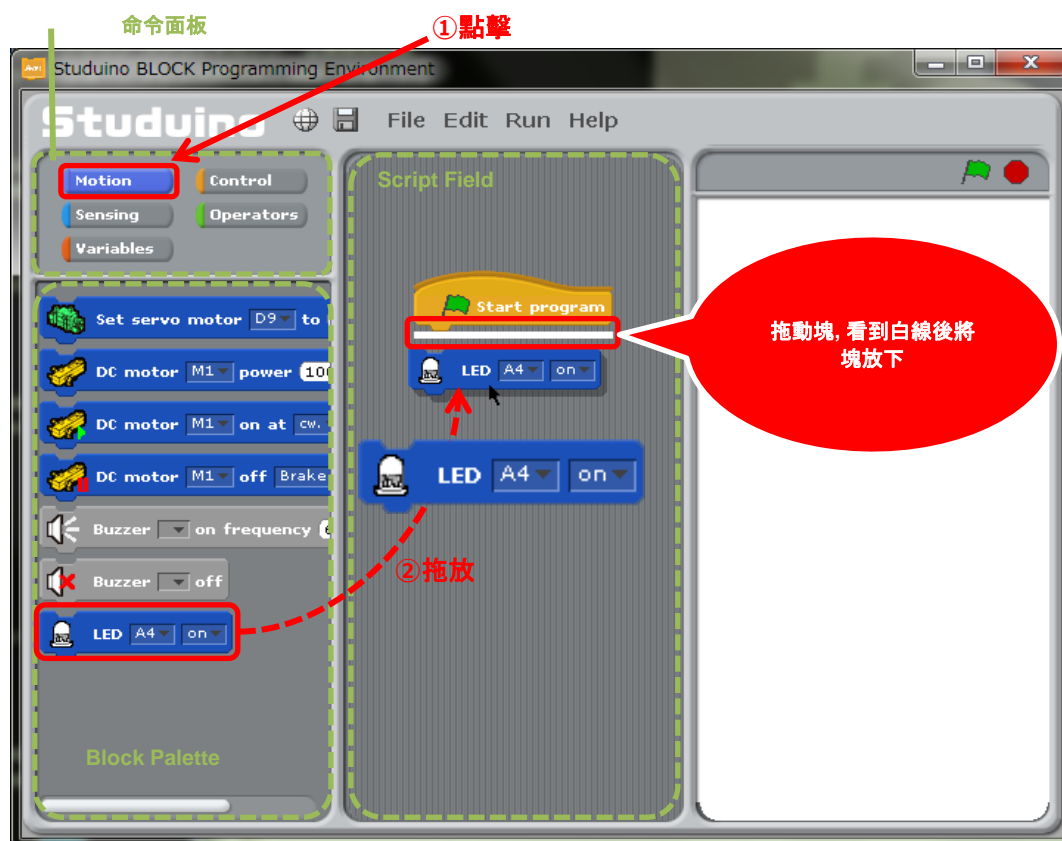 命令面板
①點擊
Studuino BLOCK Programming Environment
Studuino File Edit Run Help
Motion Control
Sensing Operators
Variables
Script Field
Start program
LED A4 on
拖動塊, 看到白線後將
塊放下
Set servo motor D9 to
DC motor M1 power 100
DC motor M1 on at cw.
DC motor M1 off Brake
Buzzer on frequency
Buzzer off
LED A4 on
LED A4 on
②拖放
Block Palette